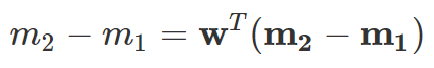 m₂ − m₁ = 𝐰ᵀ(𝐦₂ − 𝐦₁)